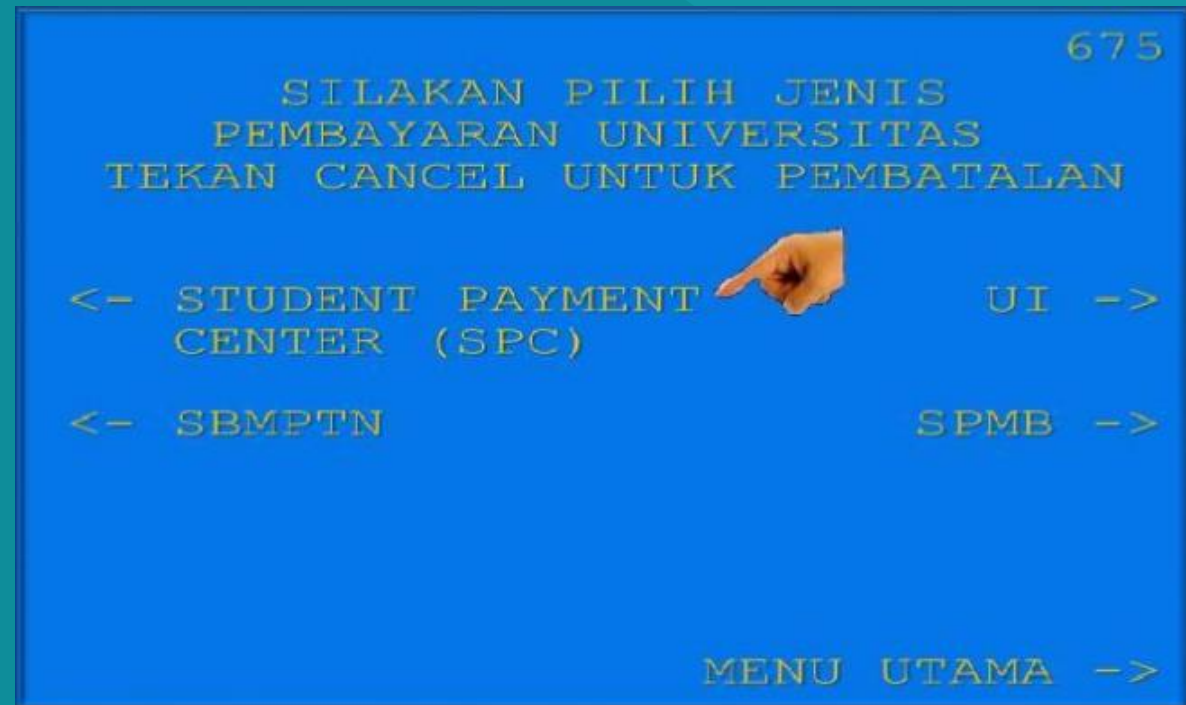 675
SILAKAN PILIH JENIS
PEMBAYARAN UNIVERSITAS
TEKAN CANCEL UNTUK PEMBATALAN
<- STUDENT PAYMENT
CENTER (SPC)
UI ->
<- SBMPTN
SPMB ->
MENU UTAMA ->